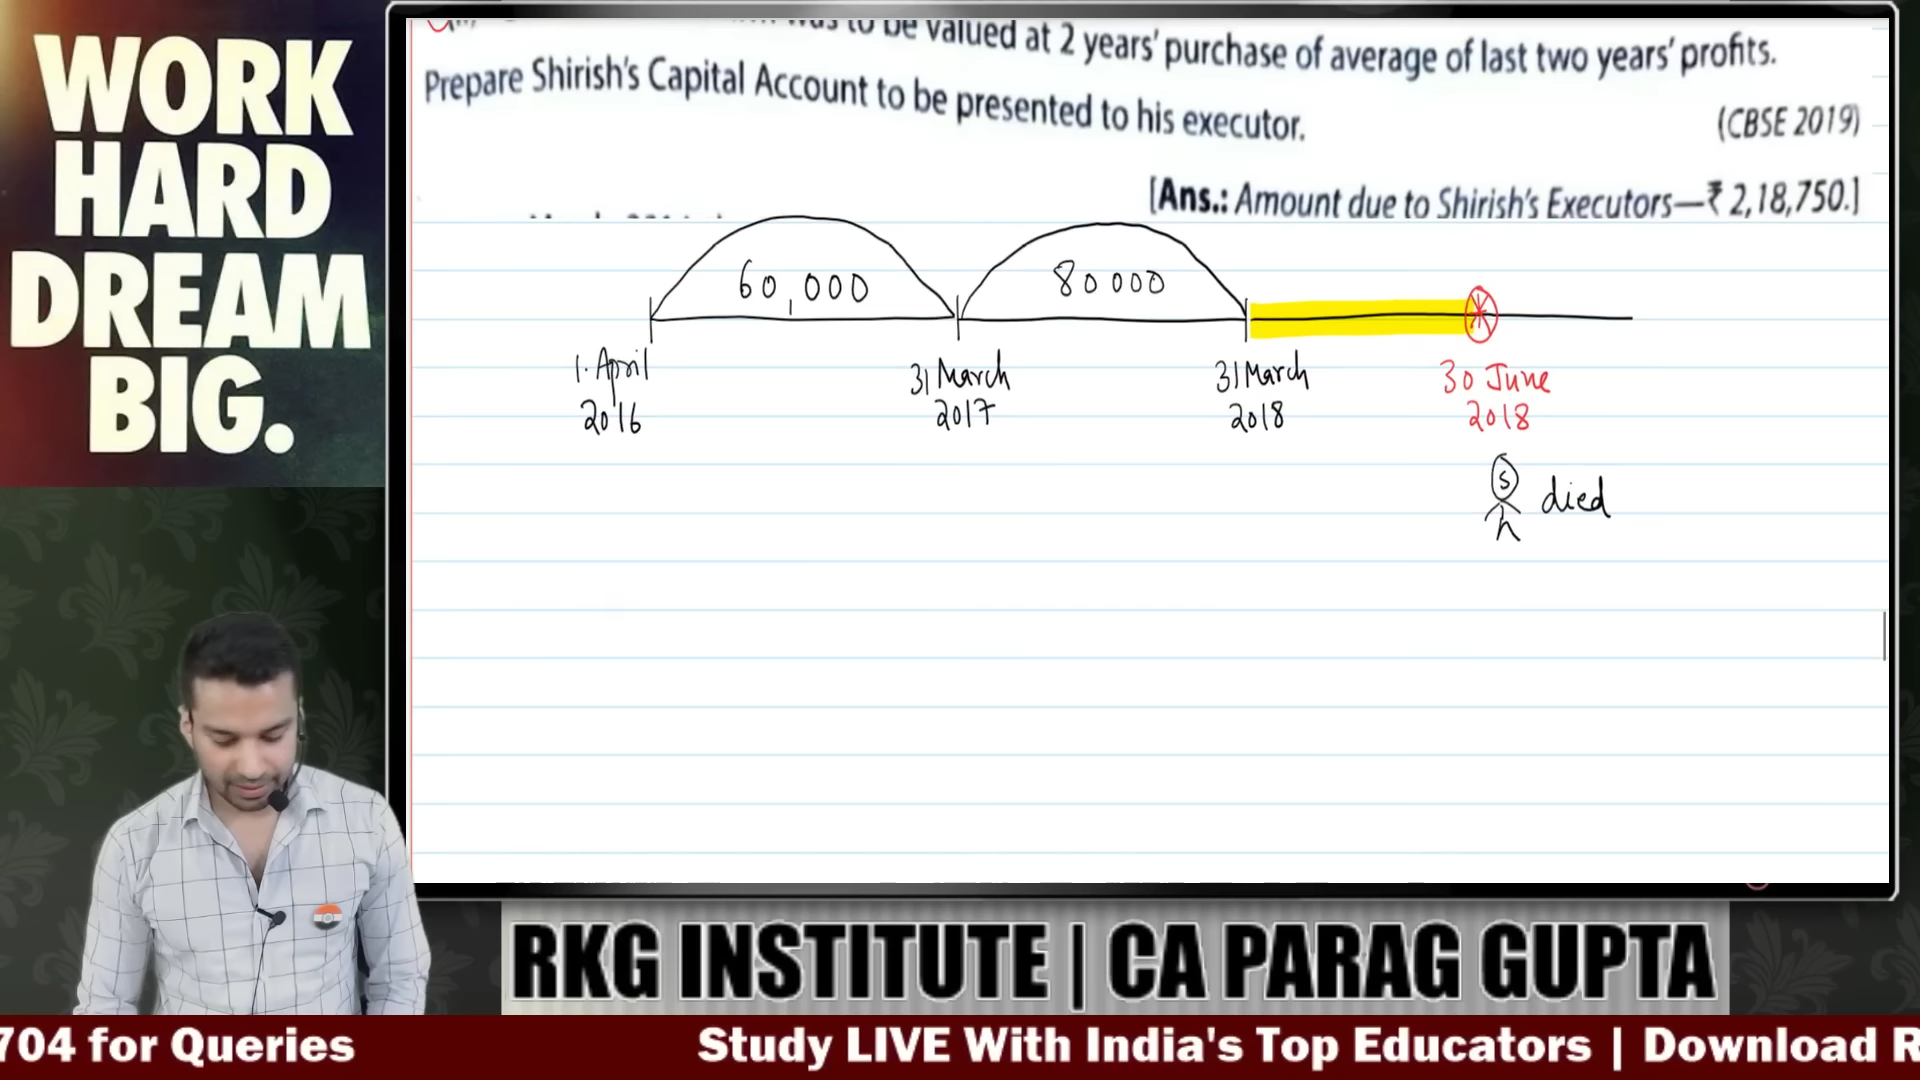 WORK
HARD
DREAM
BIG.
to be valued at 2 years' purchase of average of last two years' profits.
Prepare Shirish's Capital Account to be presented to his executor.
(CBSE 2019)
[Ans.: Amount due to Shirish's Executors—₹ 2,18,750.]
60,000
80000
1. April
2016
31 March
2017
31 March
2018
30 June
2018
S
died
RKG INSTITUTE | CA PARAG GUPTA
704 for Queries
Study LIVE With India's Top Educators | Download R